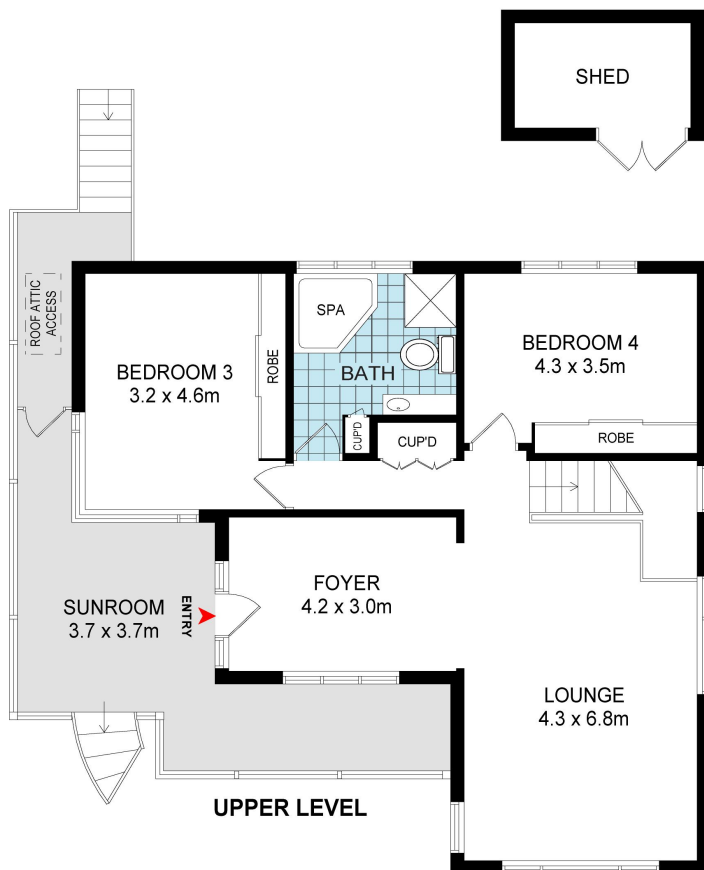 SHED
ROOF ATTIC
ACCESS
BEDROOM 3
3.2 x 4.6m
ROBE
SPA
BATH
CUP'D
CUP'D
BEDROOM 4
4.3 x 3.5m
ROBE
SUNROOM
3.7 x 3.7m
ENTRY
FOYER
4.2 x 3.0m
LOUNGE
4.3 x 6.8m
UPPER LEVEL